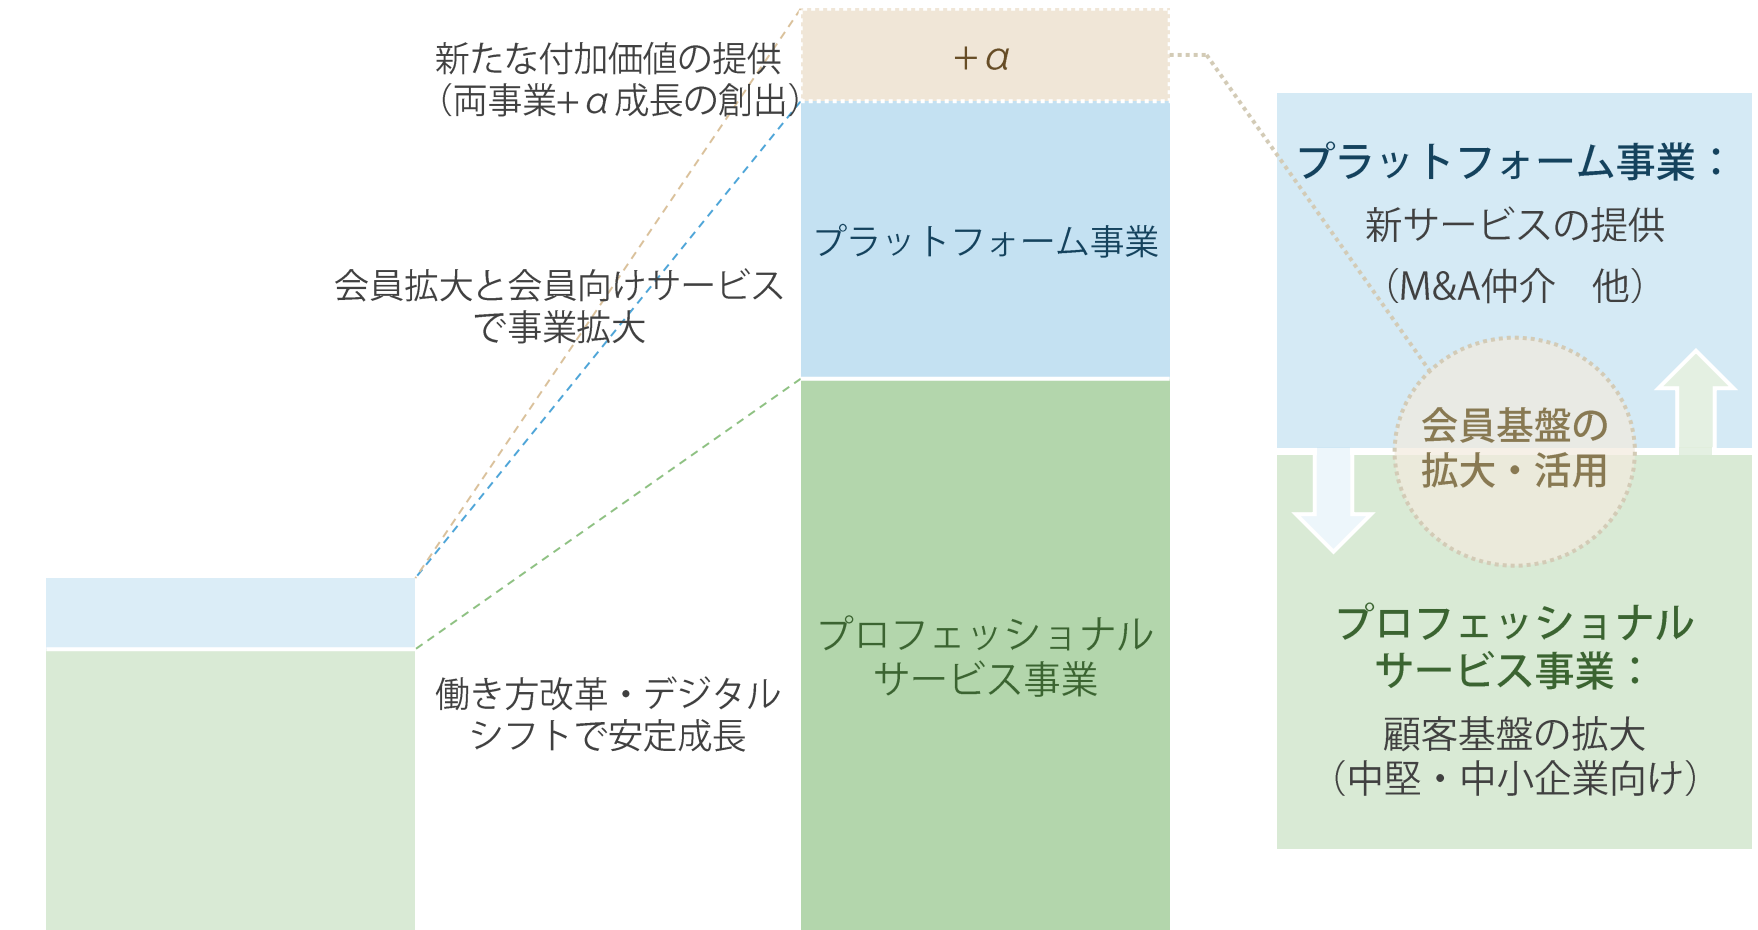 新たな付加価値の提供
（両事業+α成長の創出）
会員拡大と会員向けサービス
で事業拡大
働き方改革・デジタル
シフトで安定成長
+α
プラットフォーム事業
プロフェッショナル
サービス事業
プラットフォーム事業：
新サービスの提供
（M&A仲介　他）
会員基盤の
拡大・活用
プロフェッショナル
サービス事業：
顧客基盤の拡大
（中堅・中小企業向け）